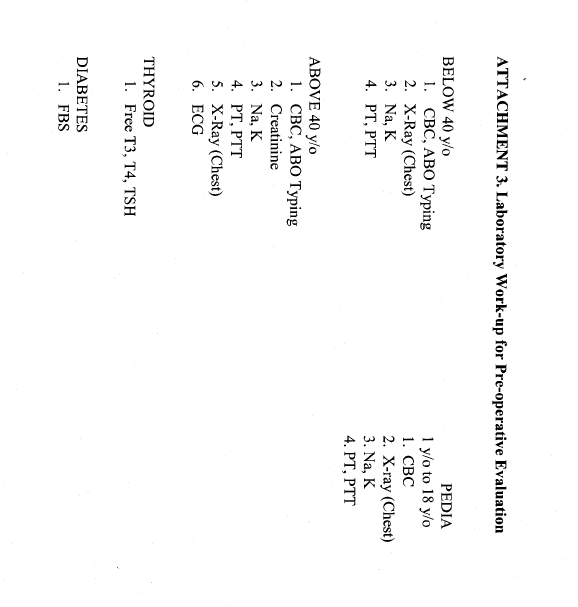 ATTACHMENT 3. Laboratory Work-up for Pre-operative Evaluation
BELOW 40 y/o
1. CBC, ABO Typing
2. X-Ray (Chest)
3. Na, K
4. PT, PTT
PEDIA
1 y/o to 18 y/o
1. CBC
2. X-ray (Chest)
3. Na, K
4. PT, PTT
ABOVE 40 y/o
1. CBC, ABO Typing
2. Creatinine
3. Na, K
4. PT, PTT
5. X-Ray (Chest)
6. ECG
THYROID
1. Free T3, T4, TSH
DIABETES
1. FBS